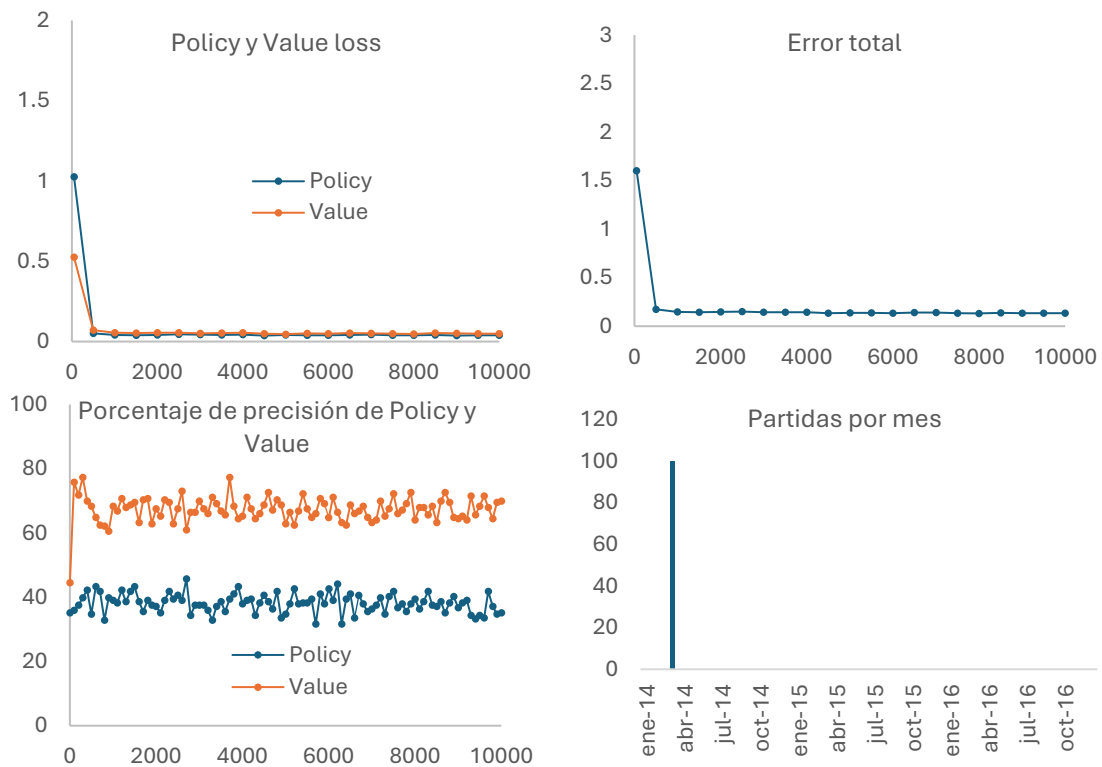 Policy y Value loss
2
1.5
1
0.5
0
Policy
Value
0 2000 4000 6000 8000 10000
Error total
3
2.5
2
1.5
1
0.5
0
0 2000 4000 6000 8000 10000
Porcentaje de precisión de Policy y
Value
100
80
60
40
20
0
Policy
Value
0 2000 4000 6000 8000 10000
Partidas por mes
120
100
80
60
40
20
0
ene-14
abr-14
jul-14
oct-14
ene-15
abr-15
jul-15
oct-15
ene-16
abr-16
jul-16
oct-16